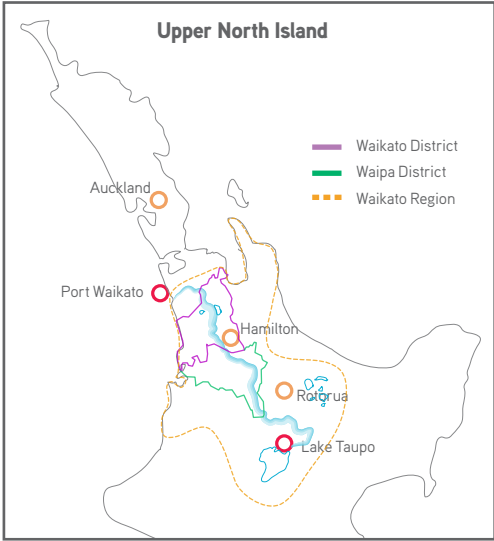 Upper North Island
Waikato District
Waipa District
Waikato Region
Auckland
Port Waikato
Hamilton
Rotorua
Lake Taupo